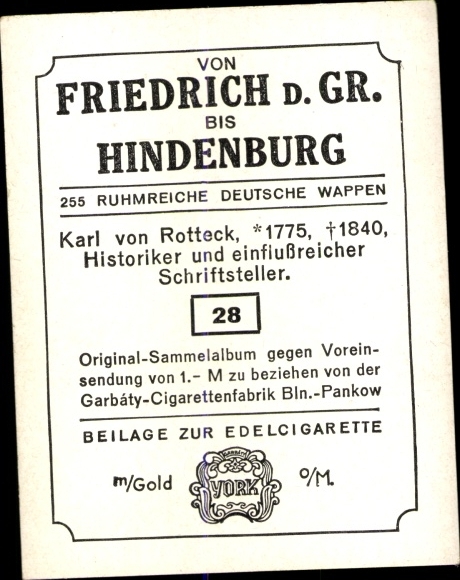 VON
FRIEDRICH D. GR.
BIS
HINDENBURG
255 RUHMREICHE DEUTSCHE WAPPEN
Karl von Rotteck, *1775, †1840,
Historiker und einflußreicher
Schriftsteller.
28
Original-Sammelalbum gegen Vorein-
sendung von 1.- M zu beziehen von der
Garbáty-Cigarettenfabrik Bln.-Pankow
BEILAGE ZUR EDELCIGARETTE
m/Gold YORK o/M.